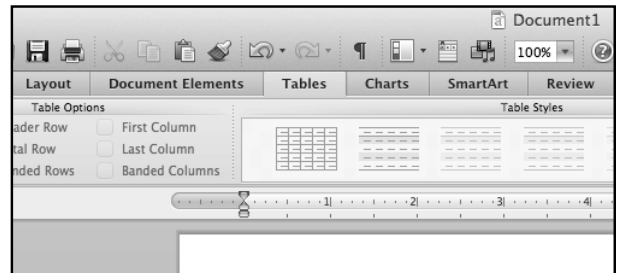 Document1
100%
Layout Document Elements Tables Charts SmartArt Review
Table Options Table Styles
ader Row First Column
tal Row Last Column
nded Rows Banded Columns
1 2 3 4